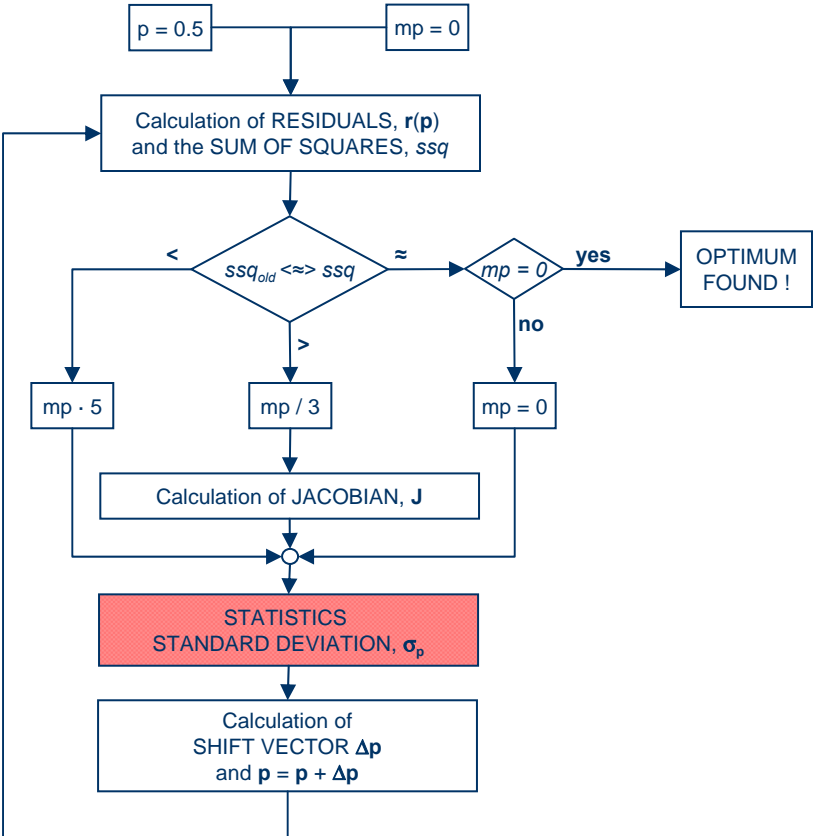 p = 0.5
mp = 0
Calculation of RESIDUALS, r(p)
and the SUM OF SQUARES, ssq
<
ssqold <≈> ssq
≈
mp = 0
yes
OPTIMUM
FOUND !
no
>
mp · 5
mp / 3
mp = 0
Calculation of JACOBIAN, J
STATISTICS
STANDARD DEVIATION, σp
Calculation of
SHIFT VECTOR Δp
and p = p + Δp